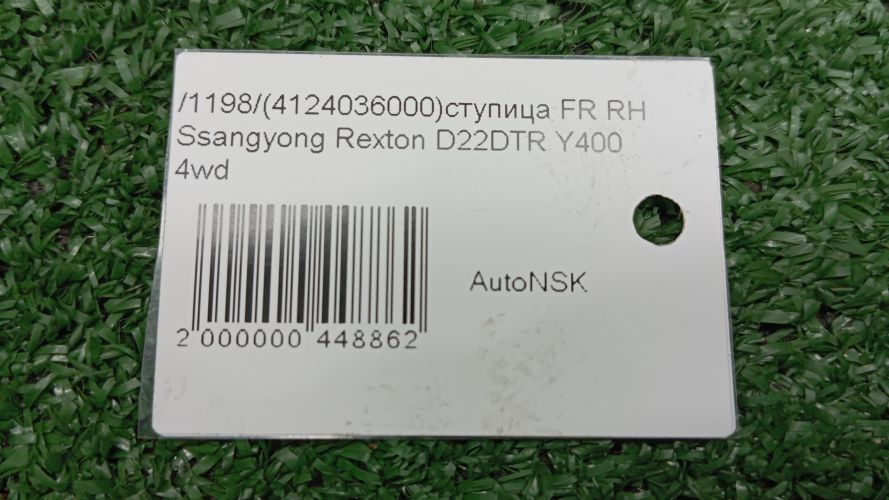 /1198/(4124036000)ступица FR RH
Ssangyong Rexton D22DTR Y400
4wd
AutoNSK
2 000000 448862